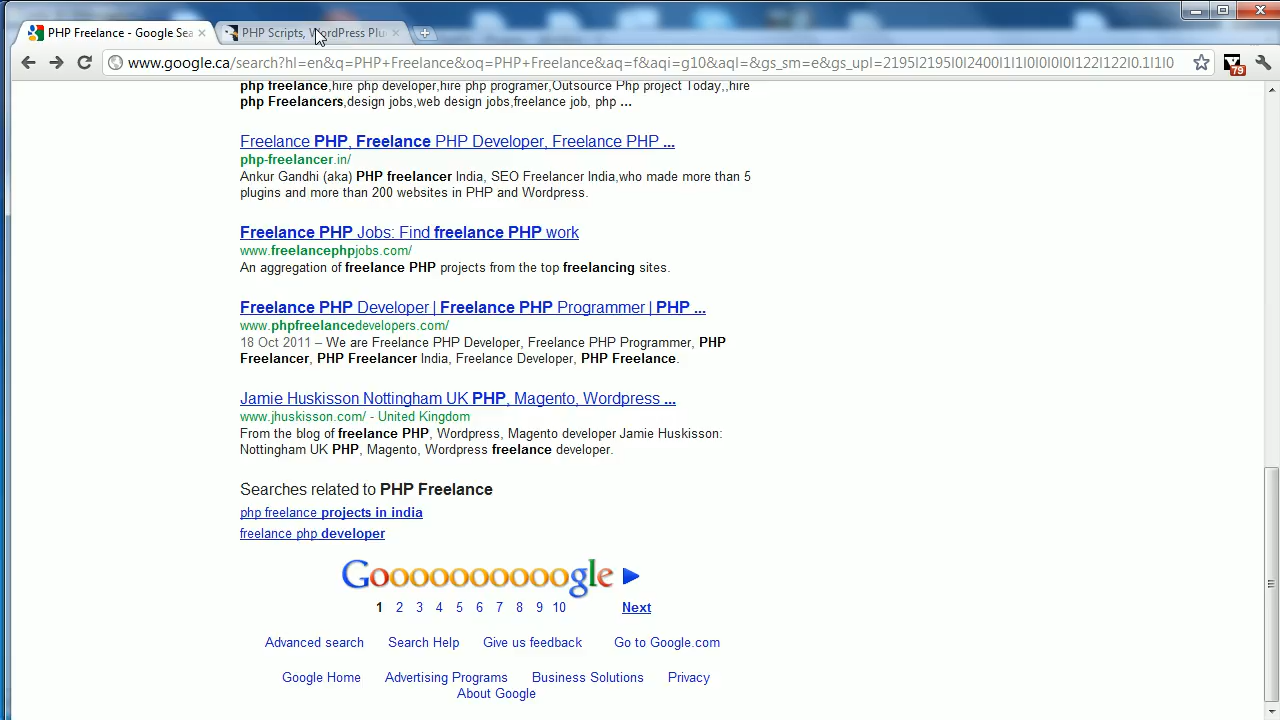 PHP Freelance - Google Sea
PHP Scripts, WordPress Plu
www.google.ca/search?hl=en&q=PHP+Freelance&oq=PHP+Freelance&aq=f&aqi=g10&aql=&gs_sm=e&gs_upl=2195l2195l0l2400l1l1l0l0l0l0l122l122l0.1l1l0
79
php freelance,hire php developer,hire php programer,Outsource Php project Today,,hire
php Freelancers,design jobs,web design jobs,freelance job, php ...
Freelance PHP, Freelance PHP Developer, Freelance PHP ...
php-freelancer.in/
Ankur Gandhi (aka) PHP freelancer India, SEO Freelancer India,who made more than 5
plugins and more than 200 websites in PHP and Wordpress.
Freelance PHP Jobs: Find freelance PHP work
www.freelancephpjobs.com/
An aggregation of freelance PHP projects from the top freelancing sites.
Freelance PHP Developer | Freelance PHP Programmer | PHP ...
www.phpfreelancedevelopers.com/
18 Oct 2011 – We are Freelance PHP Developer, Freelance PHP Programmer, PHP
Freelancer, PHP Freelancer India, Freelance Developer, PHP Freelance.
Jamie Huskisson Nottingham UK PHP, Magento, Wordpress ...
www.jhuskisson.com/ - United Kingdom
From the blog of freelance PHP, Wordpress, Magento developer Jamie Huskisson:
Nottingham UK PHP, Magento, Wordpress freelance developer.
Searches related to PHP Freelance
php freelance projects in india
freelance php developer
Goooooooooogle
1 2 3 4 5 6 7 8 9 10 Next
Advanced search Search Help Give us feedback Go to Google.com
Google Home Advertising Programs Business Solutions Privacy
About Google